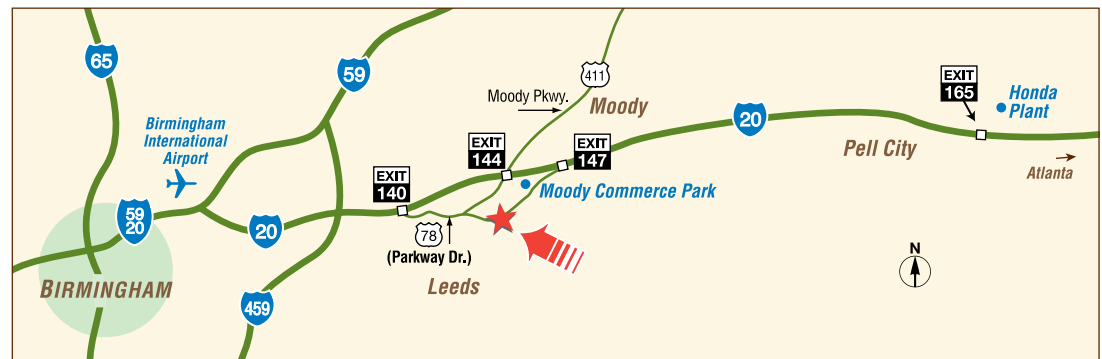 65
59
411
Moody Pkwy.
Moody
EXIT
165
Honda
Plant
20
Birmingham
International
Airport
EXIT
144
EXIT
147
Pell City
Atlanta
EXIT
140
Moody Commerce Park
59
20
20
78
(Parkway Dr.)
Leeds
N
BIRMINGHAM
459